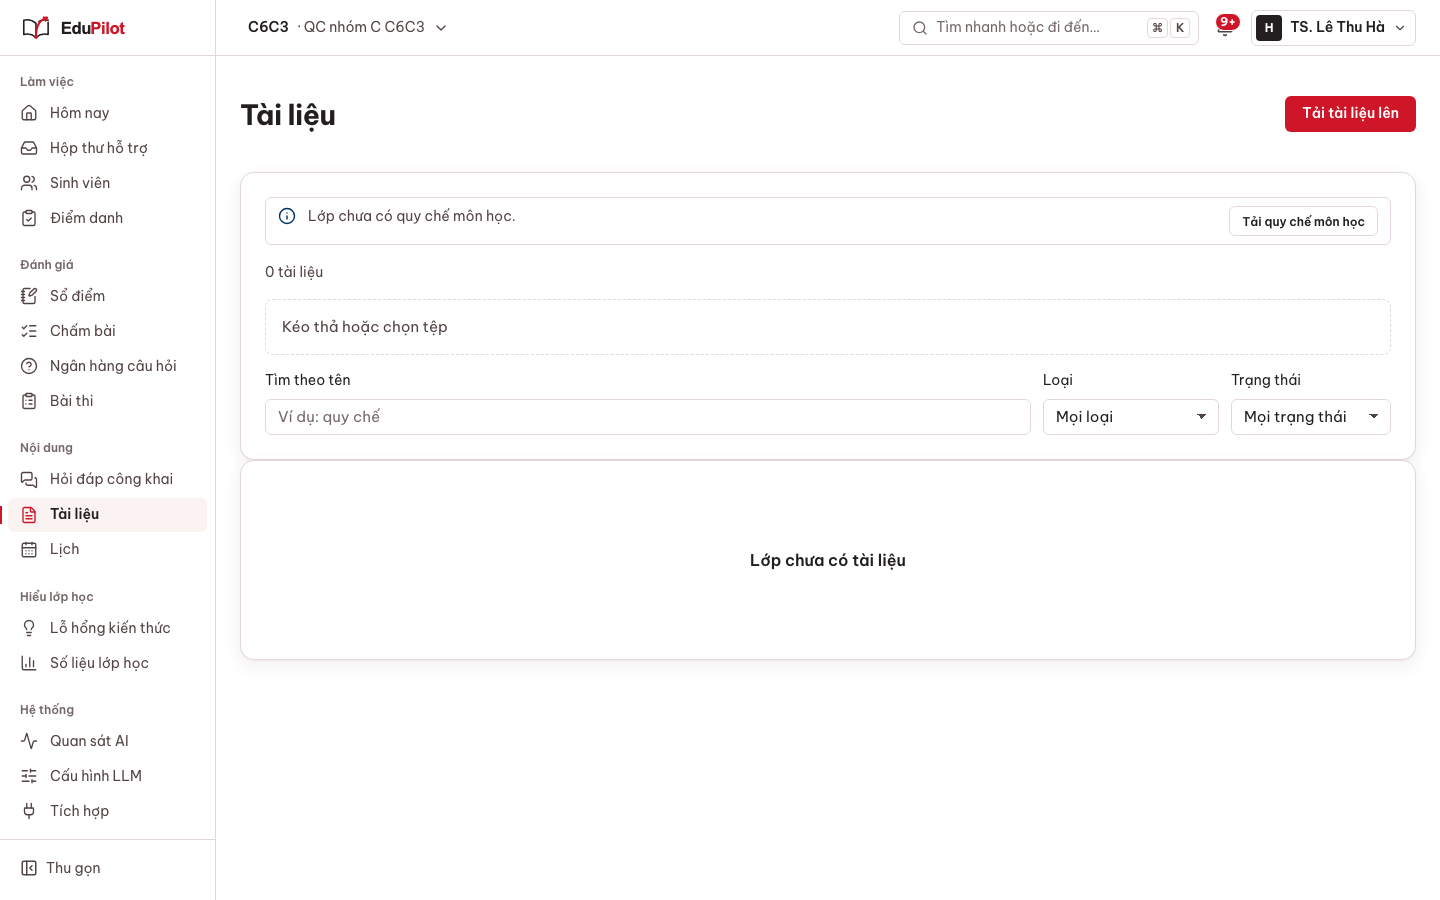 EduPilot
C6C3 · QC nhóm C C6C3
Tìm nhanh hoặc đi đến...
⌘ K
9+
H
TS. Lê Thu Hà
Làm việc
Hôm nay
Hộp thư hỗ trợ
Sinh viên
Điểm danh
Đánh giá
Sổ điểm
Chấm bài
Ngân hàng câu hỏi
Bài thi
Nội dung
Hỏi đáp công khai
Tài liệu
Lịch
Hiểu lớp học
Lỗ hổng kiến thức
Số liệu lớp học
Hệ thống
Quan sát AI
Cấu hình LLM
Tích hợp
Thu gọn
Tài liệu
Tải tài liệu lên
Lớp chưa có quy chế môn học.
Tải quy chế môn học
0 tài liệu
Kéo thả hoặc chọn tệp
Tìm theo tên
Loại
Trạng thái
Ví dụ: quy chế
Mọi loại
Mọi trạng thái
Lớp chưa có tài liệu